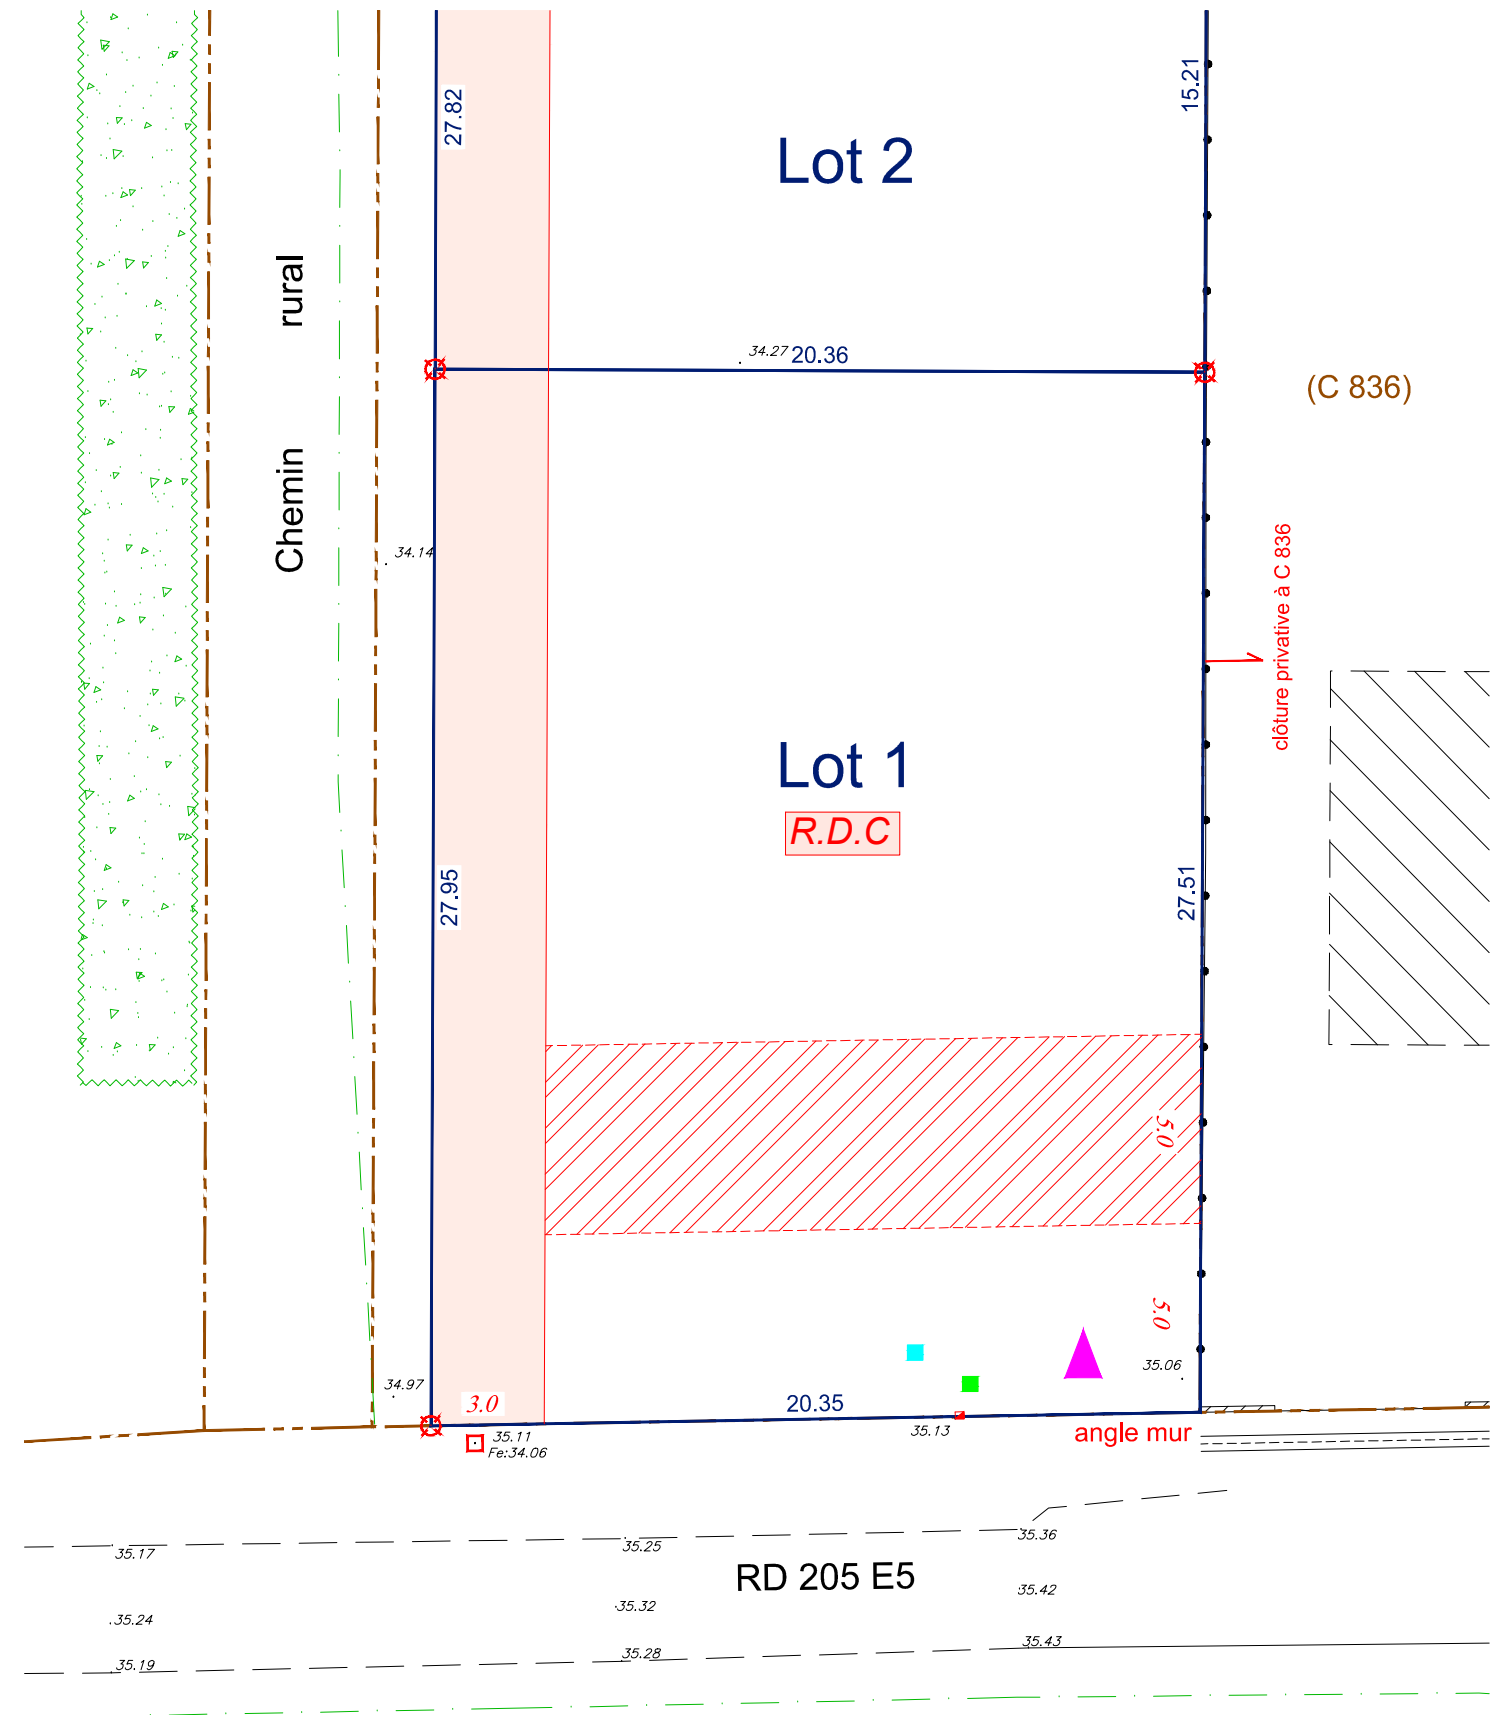 27.82
15.21
Lot 2
rural
34.27
20.36
(C 836)
Chemin
34.14
clôture privative à C 836
Lot 1
R.D.C
27.95
27.51
5.0
5.0
35.06
34.97
3.0
20.35
35.11
Fe:34.06
35.13
angle mur
35.17
35.25
35.36
RD 205 E5
35.24
35.32
35.42
35.19
35.28
35.43